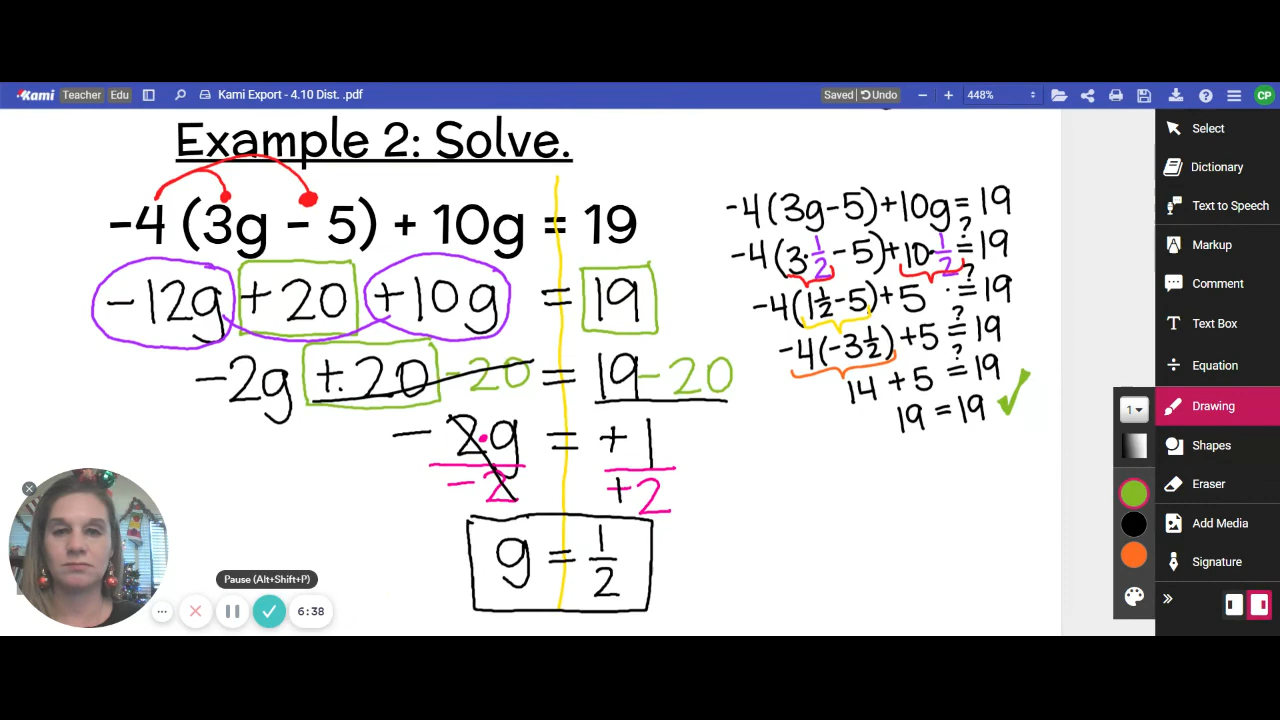 Kami Teacher Edu Kami Export - 4.10 Dist. .pdf Saved Undo 448% CP
Example 2: Solve.
-4 (3g - 5) + 10g = 19
-12g +20 +10g = 19
-2g +20 -20 = 19 -20
-2·g = +1
-2 +2
g = 1/2
-4(3g-5)+10g=19
-4(3·1/2-5)+10·1/2 ?= 19
-4(1 1/2-5)+5 ?= 19
-4(-3 1/2)+5 ?= 19
14 +5 ?= 19
19 = 19 ✓
Select
Dictionary
Text to Speech
Markup
Comment
Text Box
Equation
1
Drawing
Shapes
Eraser
Add Media
Signature
Pause (Alt+Shift+P)
6:38